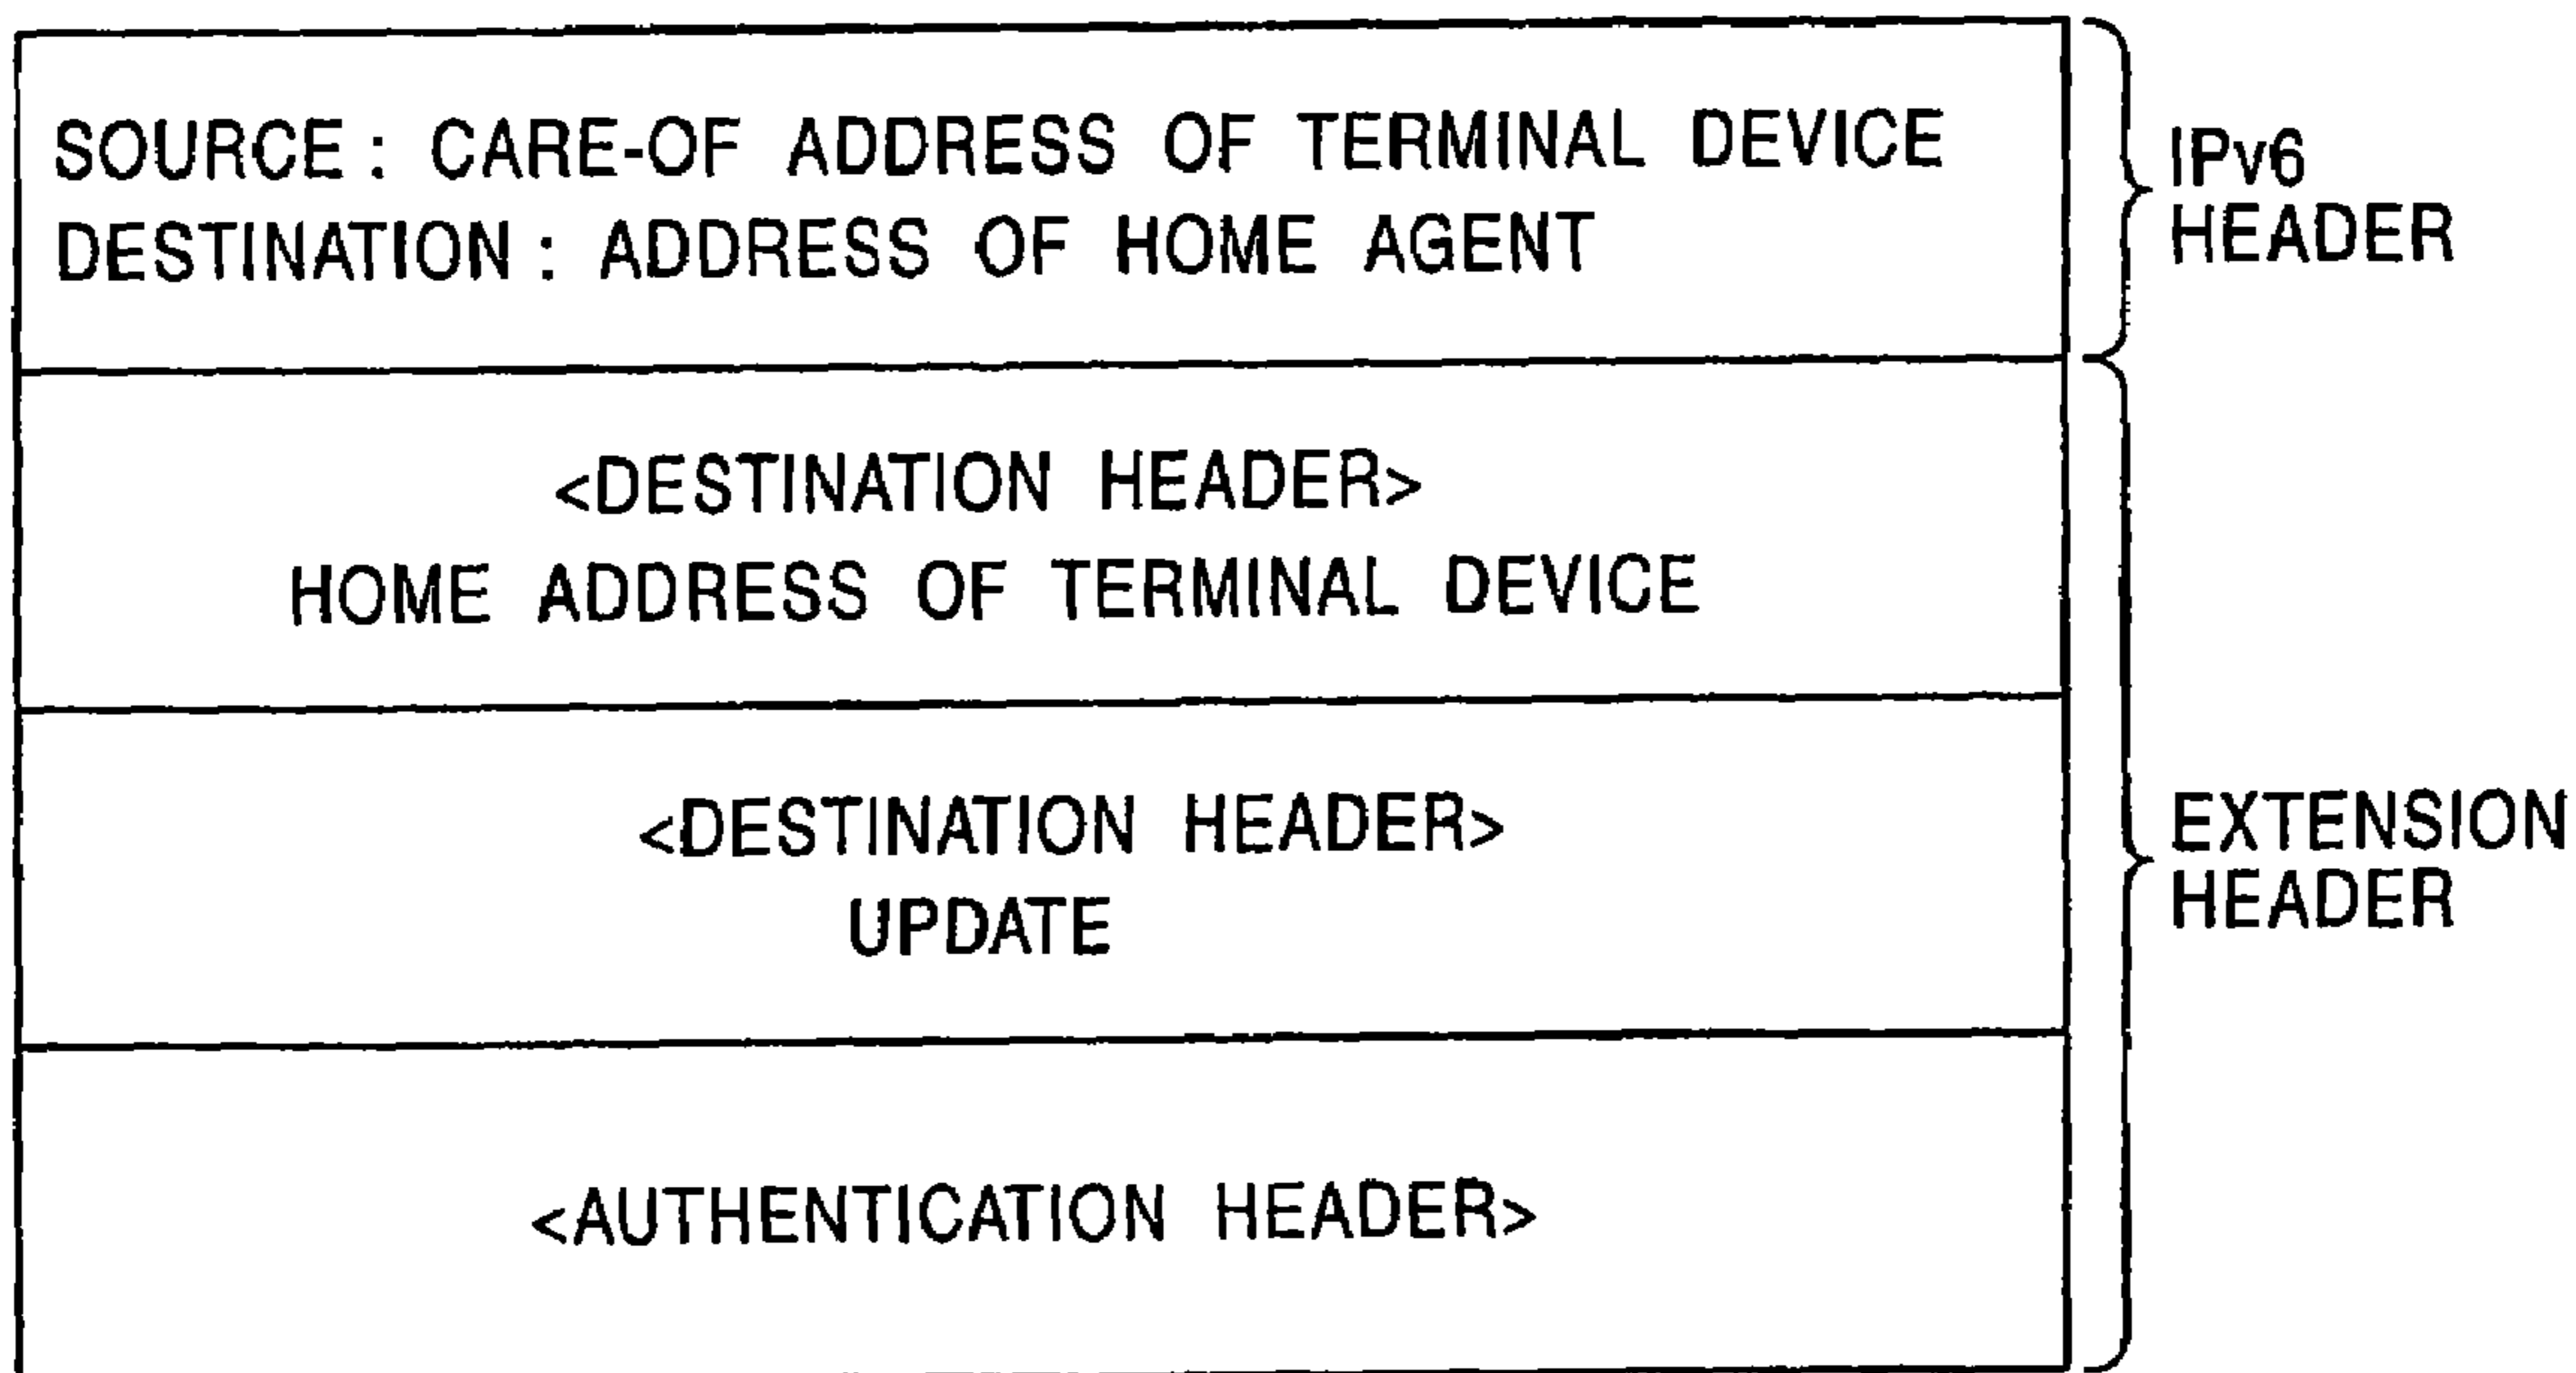 SOURCE : CARE-OF ADDRESS OF TERMINAL DEVICE
DESTINATION : ADDRESS OF HOME AGENT
IPv6
HEADER
<DESTINATION HEADER>
HOME ADDRESS OF TERMINAL DEVICE
<DESTINATION HEADER>
UPDATE
EXTENSION
HEADER
<AUTHENTICATION HEADER>